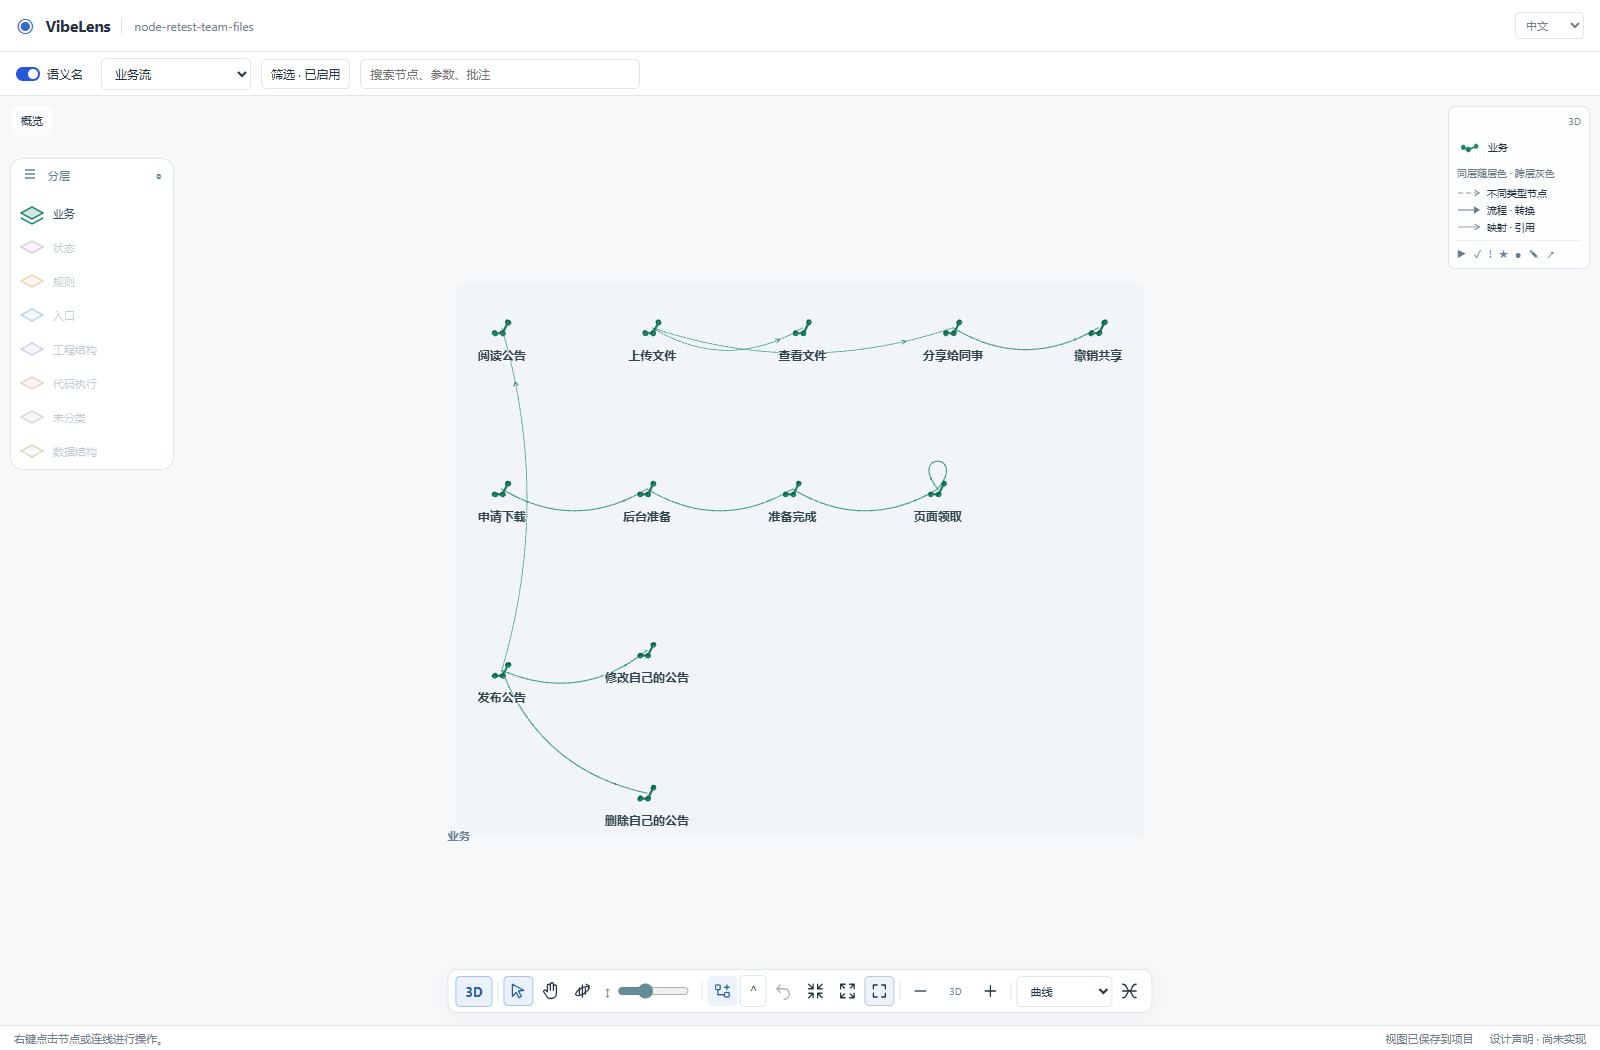 VibeLens
node-retest-team-files
中文
语义名
业务流
筛选 · 已启用
搜索节点、参数、批注
概览
分层
业务
状态
规则
入口
工程结构
代码执行
未分类
数据结构
3D
业务
同层随层色 · 跨层灰色
不同类型节点
流程 · 转换
映射 · 引用
阅读公告
上传文件
查看文件
分享给同事
撤销共享
申请下载
后台准备
准备完成
页面领取
发布公告
修改自己的公告
删除自己的公告
业务
3D
3D
曲线
右键点击节点或连线进行操作。
视图已保存到项目
设计声明 · 尚未实现